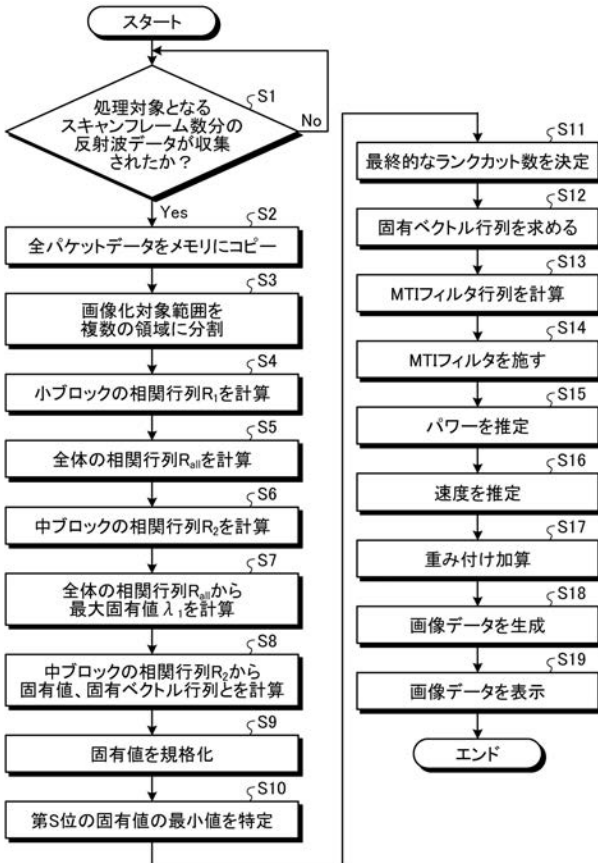 スタート
S1
処理対象となる
スキャンフレーム数分の
反射波データが収集
されたか？
No
Yes
S2
全パケットデータをメモリにコピー
S3
画像化対象範囲を
複数の領域に分割
S4
小ブロックの相関行列R₁を計算
S5
全体の相関行列Rallを計算
S6
中ブロックの相関行列R₂を計算
S7
全体の相関行列Rallから
最大固有値λ₁を計算
S8
中ブロックの相関行列R₂から
固有値、固有ベクトル行列とを計算
S9
固有値を規格化
S10
第S位の固有値の最小値を特定
S11
最終的なランクカット数を決定
S12
固有ベクトル行列を求める
S13
MTIフィルタ行列を計算
S14
MTIフィルタを施す
S15
パワーを推定
S16
速度を推定
S17
重み付け加算
S18
画像データを生成
S19
画像データを表示
エンド